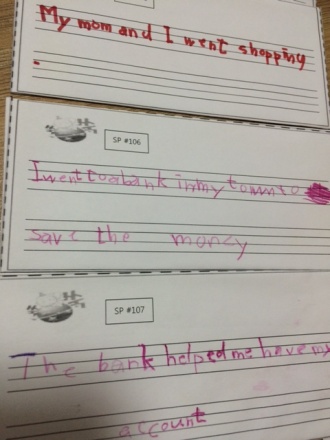 My mom and I went shopping
.
SP #106
I went to a bank in my town to
save the money
SP #107
The bank helped me have my
account